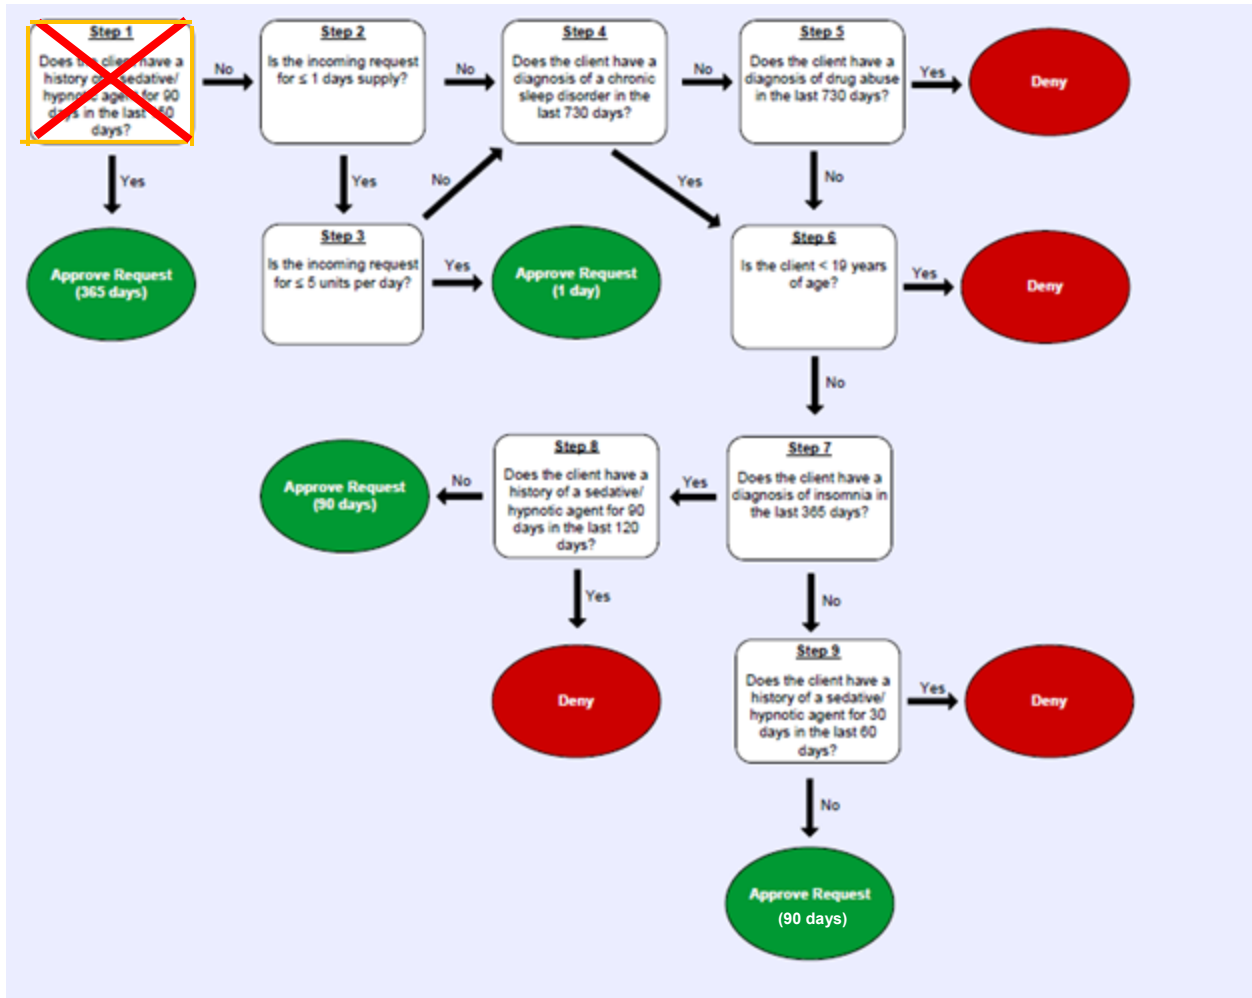 Step 1
Does the client have a
history of a sedative/
hypnotic agent for 90
days in the last 50
days?
No
Step 2
Is the incoming request
for ≤ 1 days supply?
No
Step 4
Does the client have a
diagnosis of a chronic
sleep disorder in the
last 730 days?
No
Step 5
Does the client have a
diagnosis of drug abuse
in the last 730 days?
Yes
Deny
Yes
Yes
No
Yes
No
Approve Request
(365 days)
Step 3
Is the incoming request
for ≤ 5 units per day?
Yes
Approve Request
(1 day)
Step 6
Is the client < 19 years
of age?
Yes
Deny
No
Approve Request
(90 days)
No
Step 8
Does the client have a
history of a sedative/
hypnotic agent for 90
days in the last 120
days?
Yes
Step 7
Does the client have a
diagnosis of insomnia in
the last 365 days?
Yes
No
Deny
Step 9
Does the client have a
history of a sedative/
hypnotic agent for 30
days in the last 60
days?
Yes
Deny
No
Approve Request
(90 days)